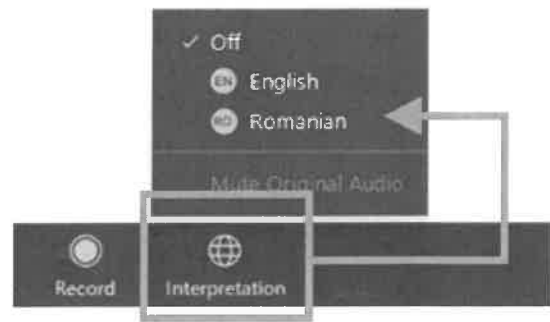 Off
EN English
RO Romanian
Mute Original Audio
Record
Interpretation